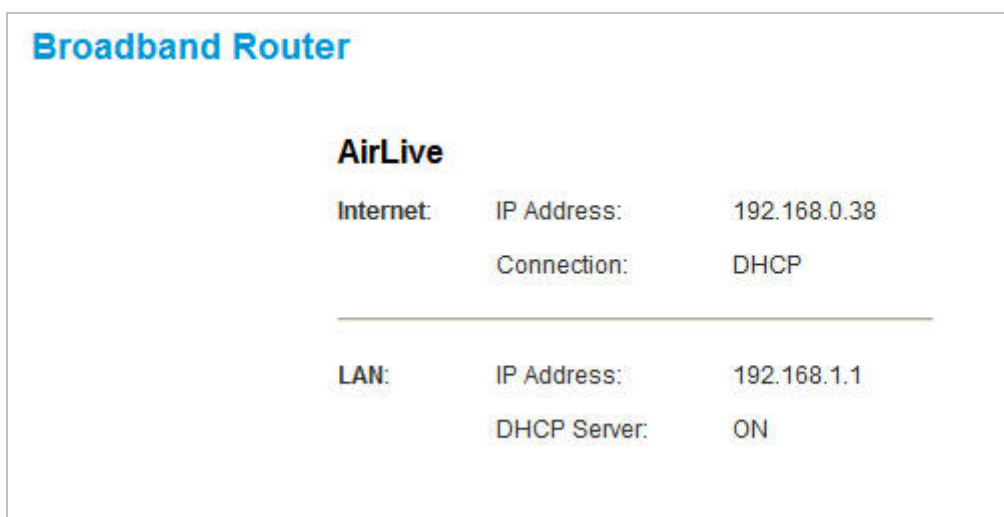 Broadband Router
AirLive
Internet: IP Address: 192.168.0.38
Connection: DHCP
LAN: IP Address: 192.168.1.1
DHCP Server: ON